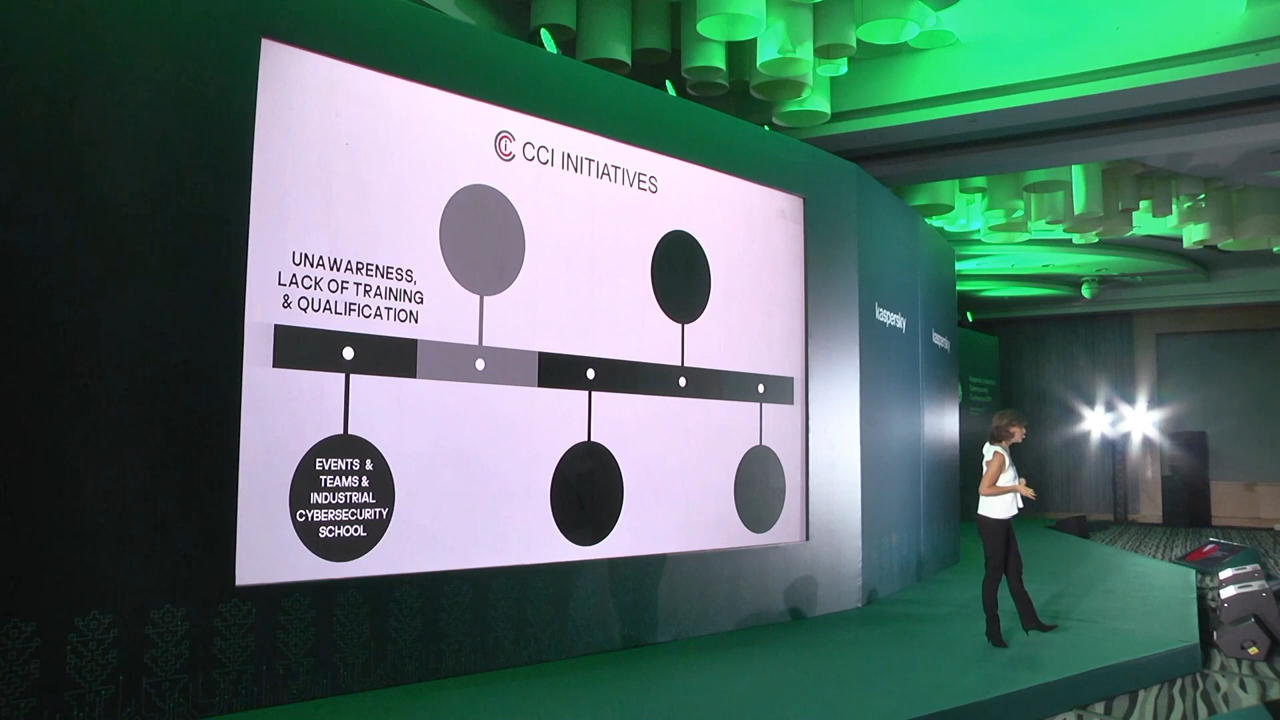 CCI INITIATIVES
UNAWARENESS,
LACK OF TRAINING
& QUALIFICATION
EVENTS &
TEAMS &
INDUSTRIAL
CYBERSECURITY
SCHOOL
kaspersky
kaspersky